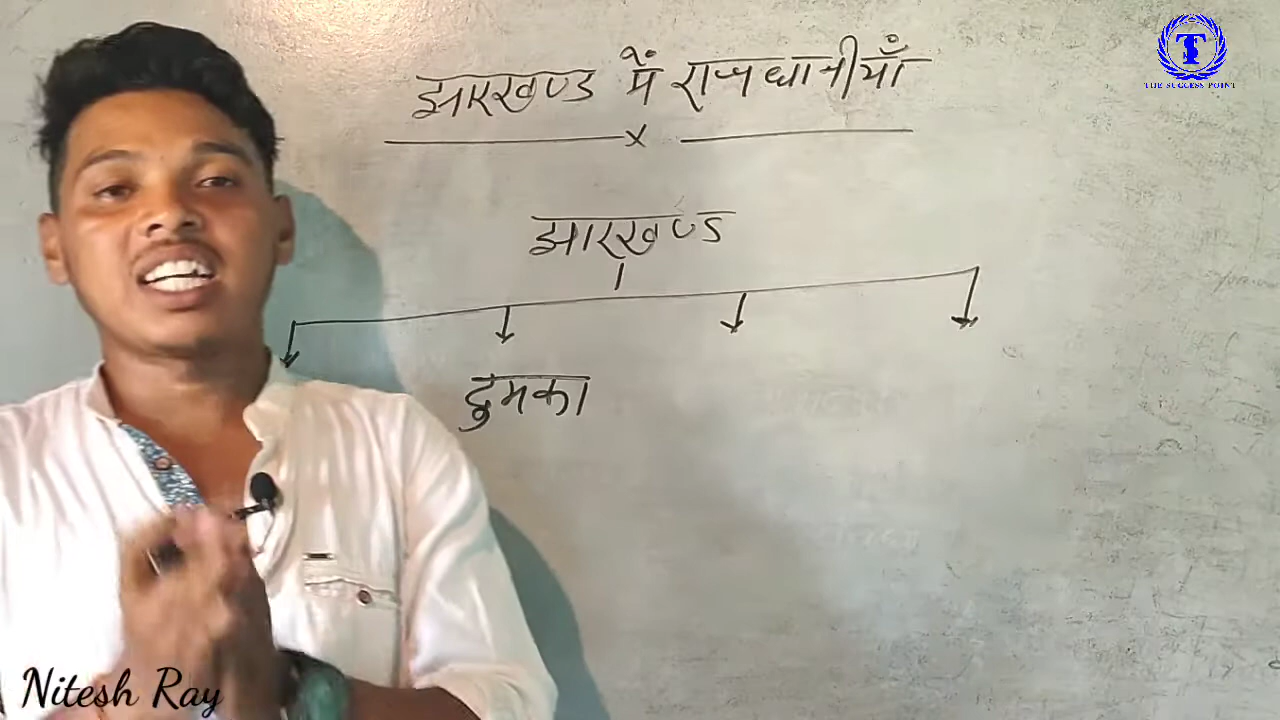 झारखण्ड में राजधानीयाँ
झारखण्ड
दुमका
T
THE SUCCESS POINT
Nitesh Ray